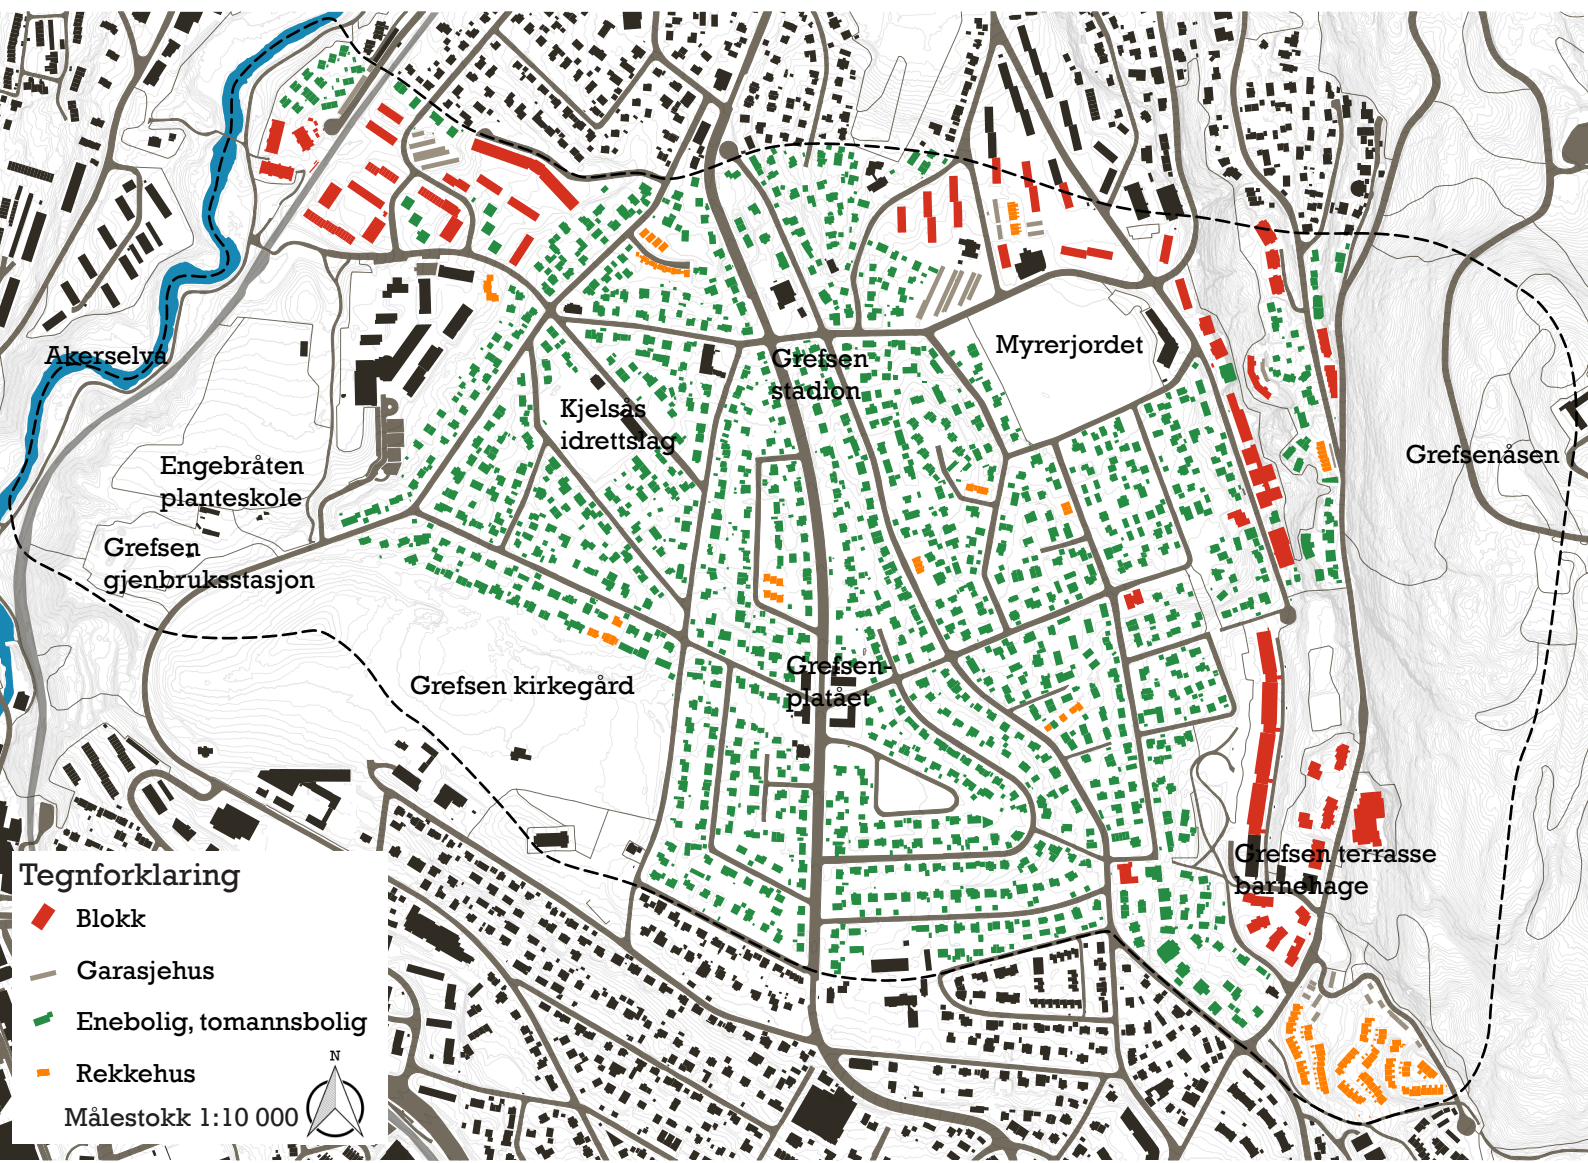 Akerselva
Myrerjordet
Grefsen
stadion
Kjelsås
idrettslag
Engebråten
planteskole
Grefsenåsen
Grefsen
gjenbruksstasjon
Grefsen-
platået
Grefsen kirkegård
Grefsen terrasse
barnehage
Tegnforklaring
Blokk
Garasjehus
Enebolig, tomannsbolig
Rekkehus
N
Målestokk 1:10 000